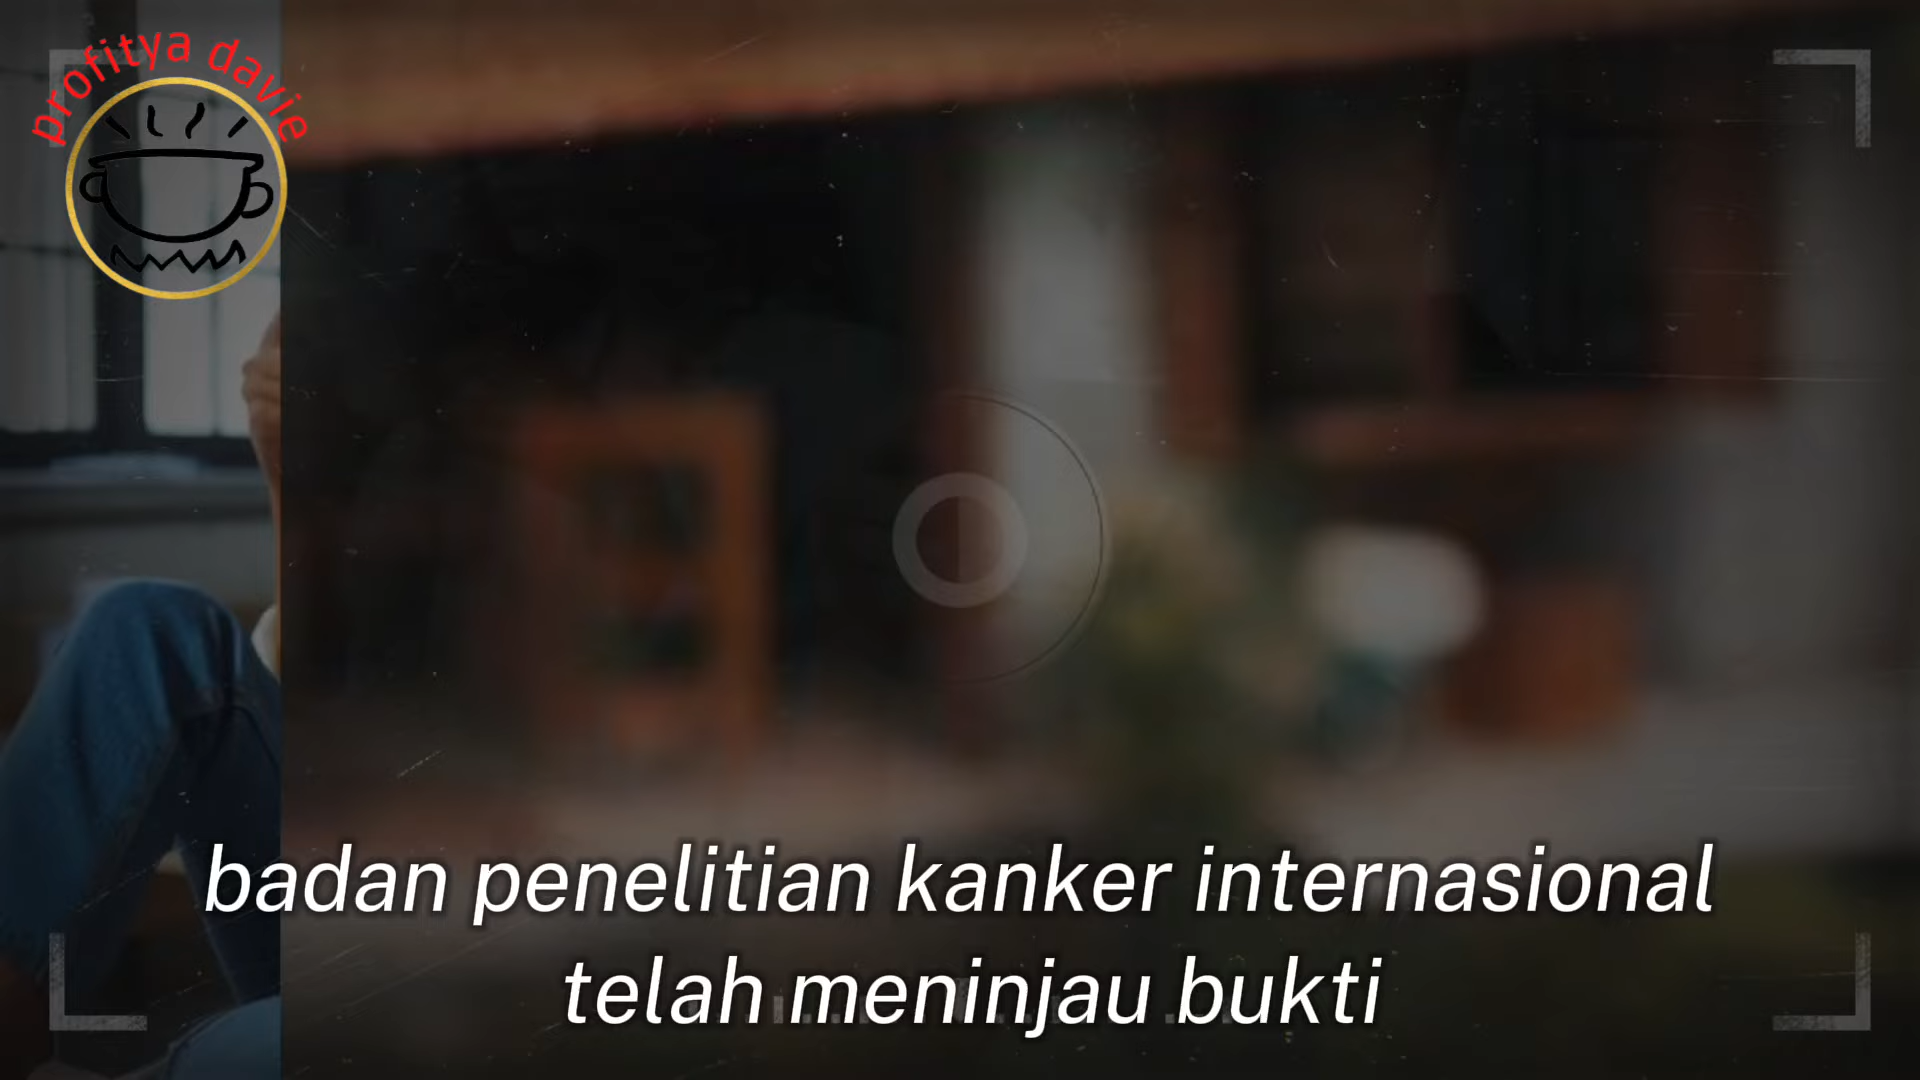 profitya davie
badan penelitian kanker internasional
telah meninjau bukti